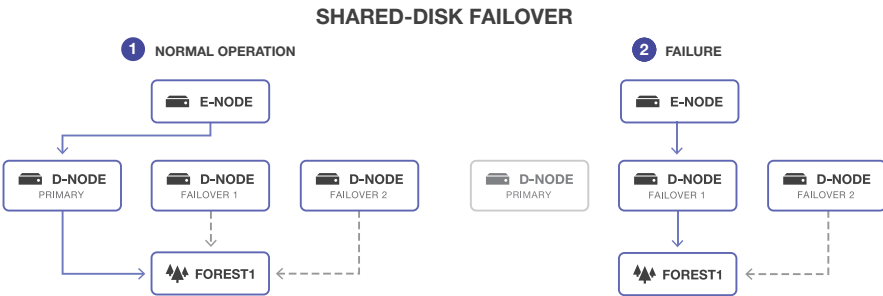 SHARED-DISK FAILOVER
1 NORMAL OPERATION
E-NODE
D-NODE
PRIMARY
D-NODE
FAILOVER 1
D-NODE
FAILOVER 2
FOREST1
2 FAILURE
E-NODE
D-NODE
PRIMARY
D-NODE
FAILOVER 1
D-NODE
FAILOVER 2
FOREST1